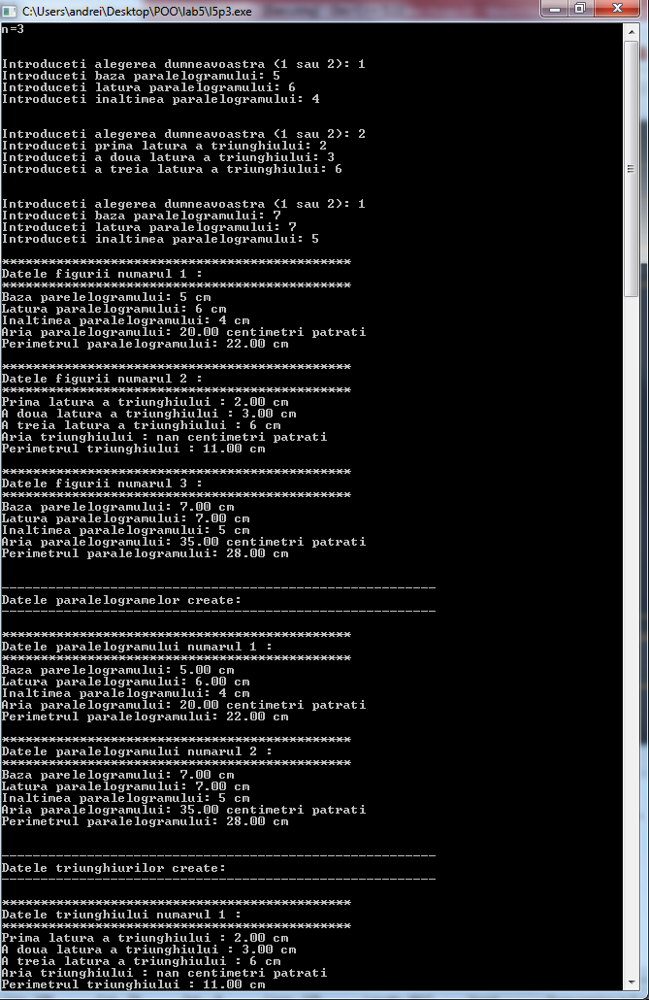 C:\Users\andrei\Desktop\POO\lab5\l5p3.exe
n=3
Introduceti alegerea dumneavoastra (1 sau 2): 1
Introduceti baza paralelogramului: 5
Introduceti latura paralelogramului: 6
Introduceti inaltimea paralelogramului: 4
Introduceti alegerea dumneavoastra (1 sau 2): 2
Introduceti prima latura a triunghiului: 2
Introduceti a doua latura a triunghiului: 3
Introduceti a treia latura a triunghiului: 6
Introduceti alegerea dumneavoastra (1 sau 2): 1
Introduceti baza paralelogramului: 7
Introduceti latura paralelogramului: 7
Introduceti inaltimea paralelogramului: 5
*********************************************
Datele figurii numarul 1 :
*********************************************
Baza parelelogramului: 5 cm
Latura paralelogramului: 6 cm
Inaltimea paralelogramului: 4 cm
Aria paralelogramului: 20.00 centimetri patrati
Perimetrul paralelogramului: 22.00 cm
*********************************************
Datele figurii numarul 2 :
*********************************************
Prima latura a triunghiului : 2.00 cm
A doua latura a triunghiului : 3.00 cm
A treia latura a triunghiului : 6 cm
Aria triunghiului : nan centimetri patrati
Perimetrul triunghiului : 11.00 cm
*********************************************
Datele figurii numarul 3 :
*********************************************
Baza parelelogramului: 7.00 cm
Latura paralelogramului: 7.00 cm
Inaltimea paralelogramului: 5 cm
Aria paralelogramului: 35.00 centimetri patrati
Perimetrul paralelogramului: 28.00 cm
--------------------------------------------------------
Datele paralelogramelor create:
--------------------------------------------------------
*********************************************
Datele paralelogramului numarul 1 :
*********************************************
Baza parelelogramului: 5.00 cm
Latura paralelogramului: 6.00 cm
Inaltimea paralelogramului: 4 cm
Aria paralelogramului: 20.00 centimetri patrati
Perimetrul paralelogramului: 22.00 cm
*********************************************
Datele paralelogramului numarul 2 :
*********************************************
Baza parelelogramului: 7.00 cm
Latura paralelogramului: 7.00 cm
Inaltimea paralelogramului: 5 cm
Aria paralelogramului: 35.00 centimetri patrati
Perimetrul paralelogramului: 28.00 cm
--------------------------------------------------------
Datele triunghiurilor create:
--------------------------------------------------------
*********************************************
Datele triunghiului numarul 1 :
*********************************************
Prima latura a triunghiului : 2.00 cm
A doua latura a triunghiului : 3.00 cm
A treia latura a triunghiului : 6 cm
Aria triunghiului : nan centimetri patrati
Perimetrul triunghiului : 11.00 cm